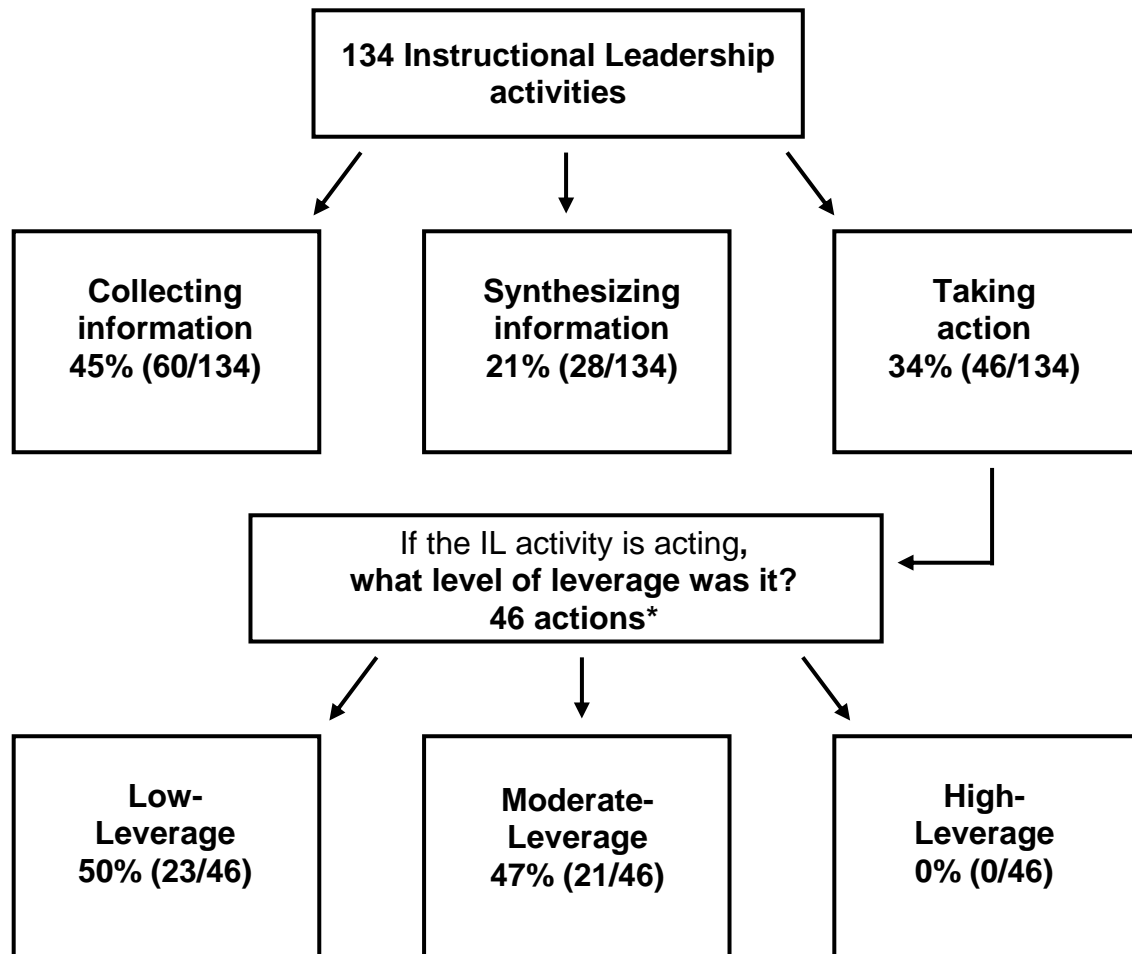 134 Instructional Leadership
activities
Collecting
information
45% (60/134)
Synthesizing
information
21% (28/134)
Taking
action
34% (46/134)
If the IL activity is acting,
what level of leverage was it?
46 actions*
Low-
Leverage
50% (23/46)
Moderate-
Leverage
47% (21/46)
High-
Leverage
0% (0/46)